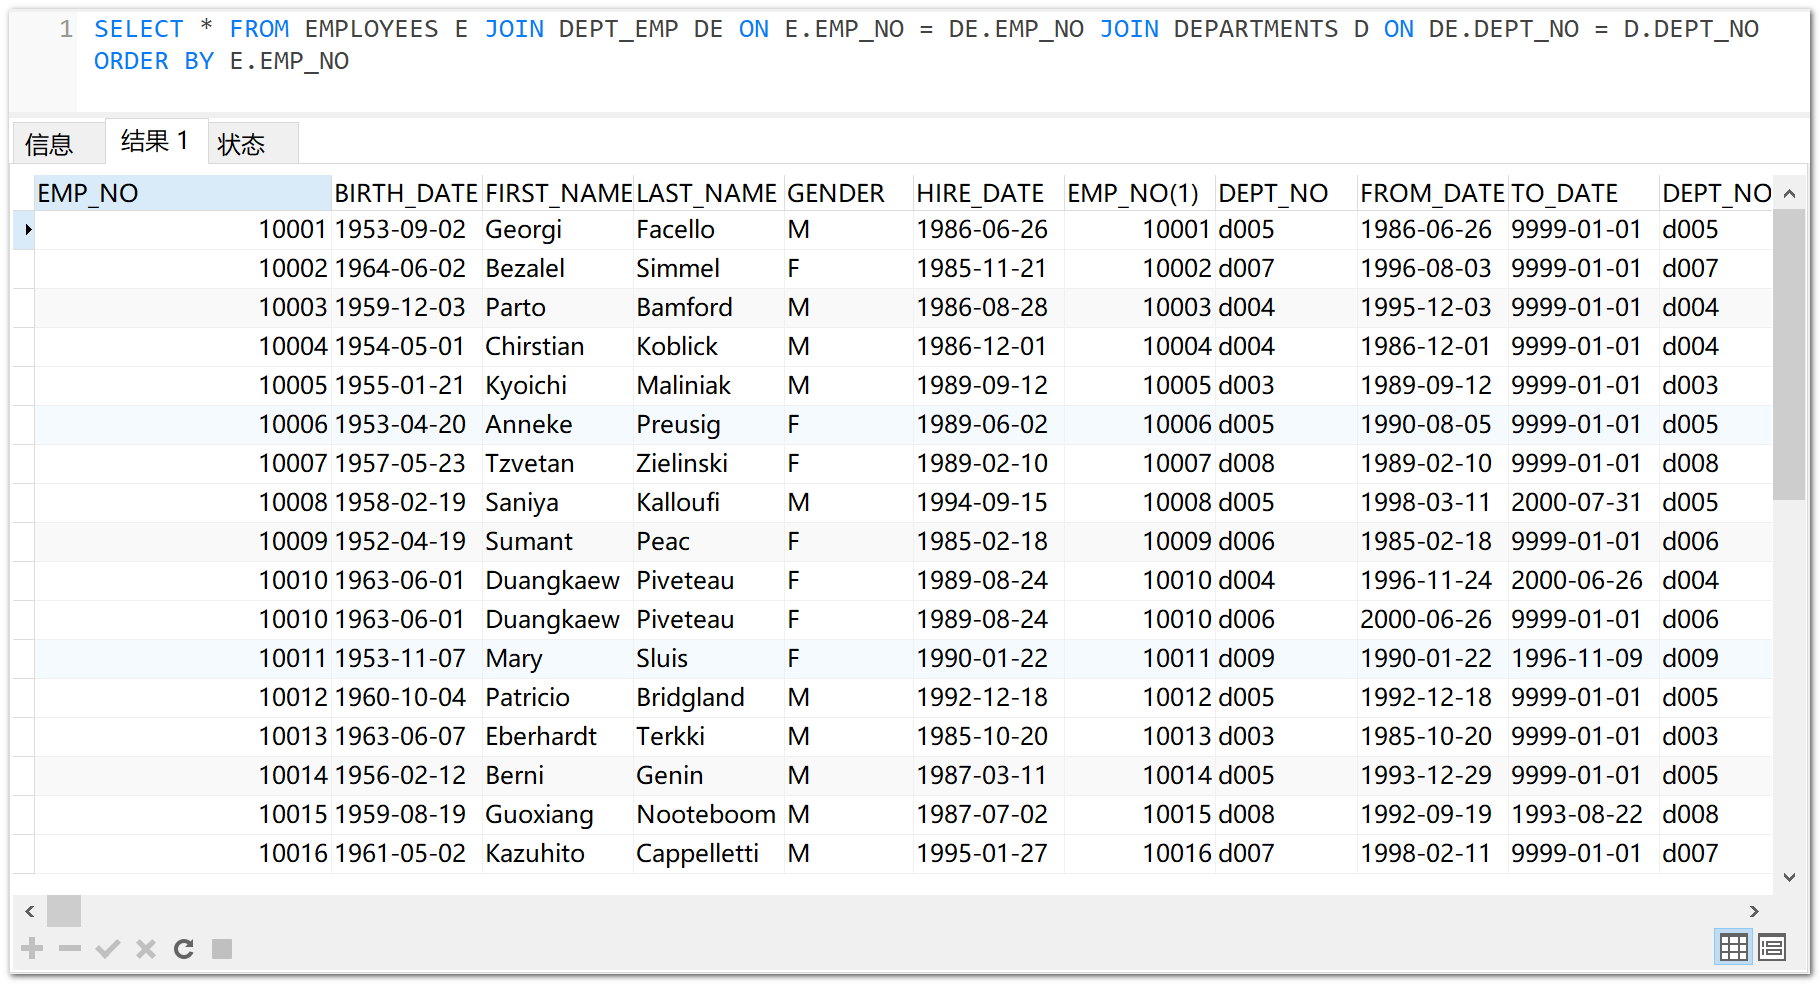 1 SELECT * FROM EMPLOYEES E JOIN DEPT_EMP DE ON E.EMP_NO = DE.EMP_NO JOIN DEPARTMENTS D ON DE.DEPT_NO = D.DEPT_NO
ORDER BY E.EMP_NO
信息 结果 1 状态
EMP_NO BIRTH_DATE FIRST_NAME LAST_NAME GENDER HIRE_DATE EMP_NO(1) DEPT_NO FROM_DATE TO_DATE DEPT_NO
10001 1953-09-02 Georgi Facello M 1986-06-26 10001 d005 1986-06-26 9999-01-01 d005
10002 1964-06-02 Bezalel Simmel F 1985-11-21 10002 d007 1996-08-03 9999-01-01 d007
10003 1959-12-03 Parto Bamford M 1986-08-28 10003 d004 1995-12-03 9999-01-01 d004
10004 1954-05-01 Chirstian Koblick M 1986-12-01 10004 d004 1986-12-01 9999-01-01 d004
10005 1955-01-21 Kyoichi Maliniak M 1989-09-12 10005 d003 1989-09-12 9999-01-01 d003
10006 1953-04-20 Anneke Preusig F 1989-06-02 10006 d005 1990-08-05 9999-01-01 d005
10007 1957-05-23 Tzvetan Zielinski F 1989-02-10 10007 d008 1989-02-10 9999-01-01 d008
10008 1958-02-19 Saniya Kalloufi M 1994-09-15 10008 d005 1998-03-11 2000-07-31 d005
10009 1952-04-19 Sumant Peac F 1985-02-18 10009 d006 1985-02-18 9999-01-01 d006
10010 1963-06-01 Duangkaew Piveteau F 1989-08-24 10010 d004 1996-11-24 2000-06-26 d004
10010 1963-06-01 Duangkaew Piveteau F 1989-08-24 10010 d006 2000-06-26 9999-01-01 d006
10011 1953-11-07 Mary Sluis F 1990-01-22 10011 d009 1990-01-22 1996-11-09 d009
10012 1960-10-04 Patricio Bridgland M 1992-12-18 10012 d005 1992-12-18 9999-01-01 d005
10013 1963-06-07 Eberhardt Terkki M 1985-10-20 10013 d003 1985-10-20 9999-01-01 d003
10014 1956-02-12 Berni Genin M 1987-03-11 10014 d005 1993-12-29 9999-01-01 d005
10015 1959-08-19 Guoxiang Nooteboom M 1987-07-02 10015 d008 1992-09-19 1993-08-22 d008
10016 1961-05-02 Kazuhito Cappelletti M 1995-01-27 10016 d007 1998-02-11 9999-01-01 d007